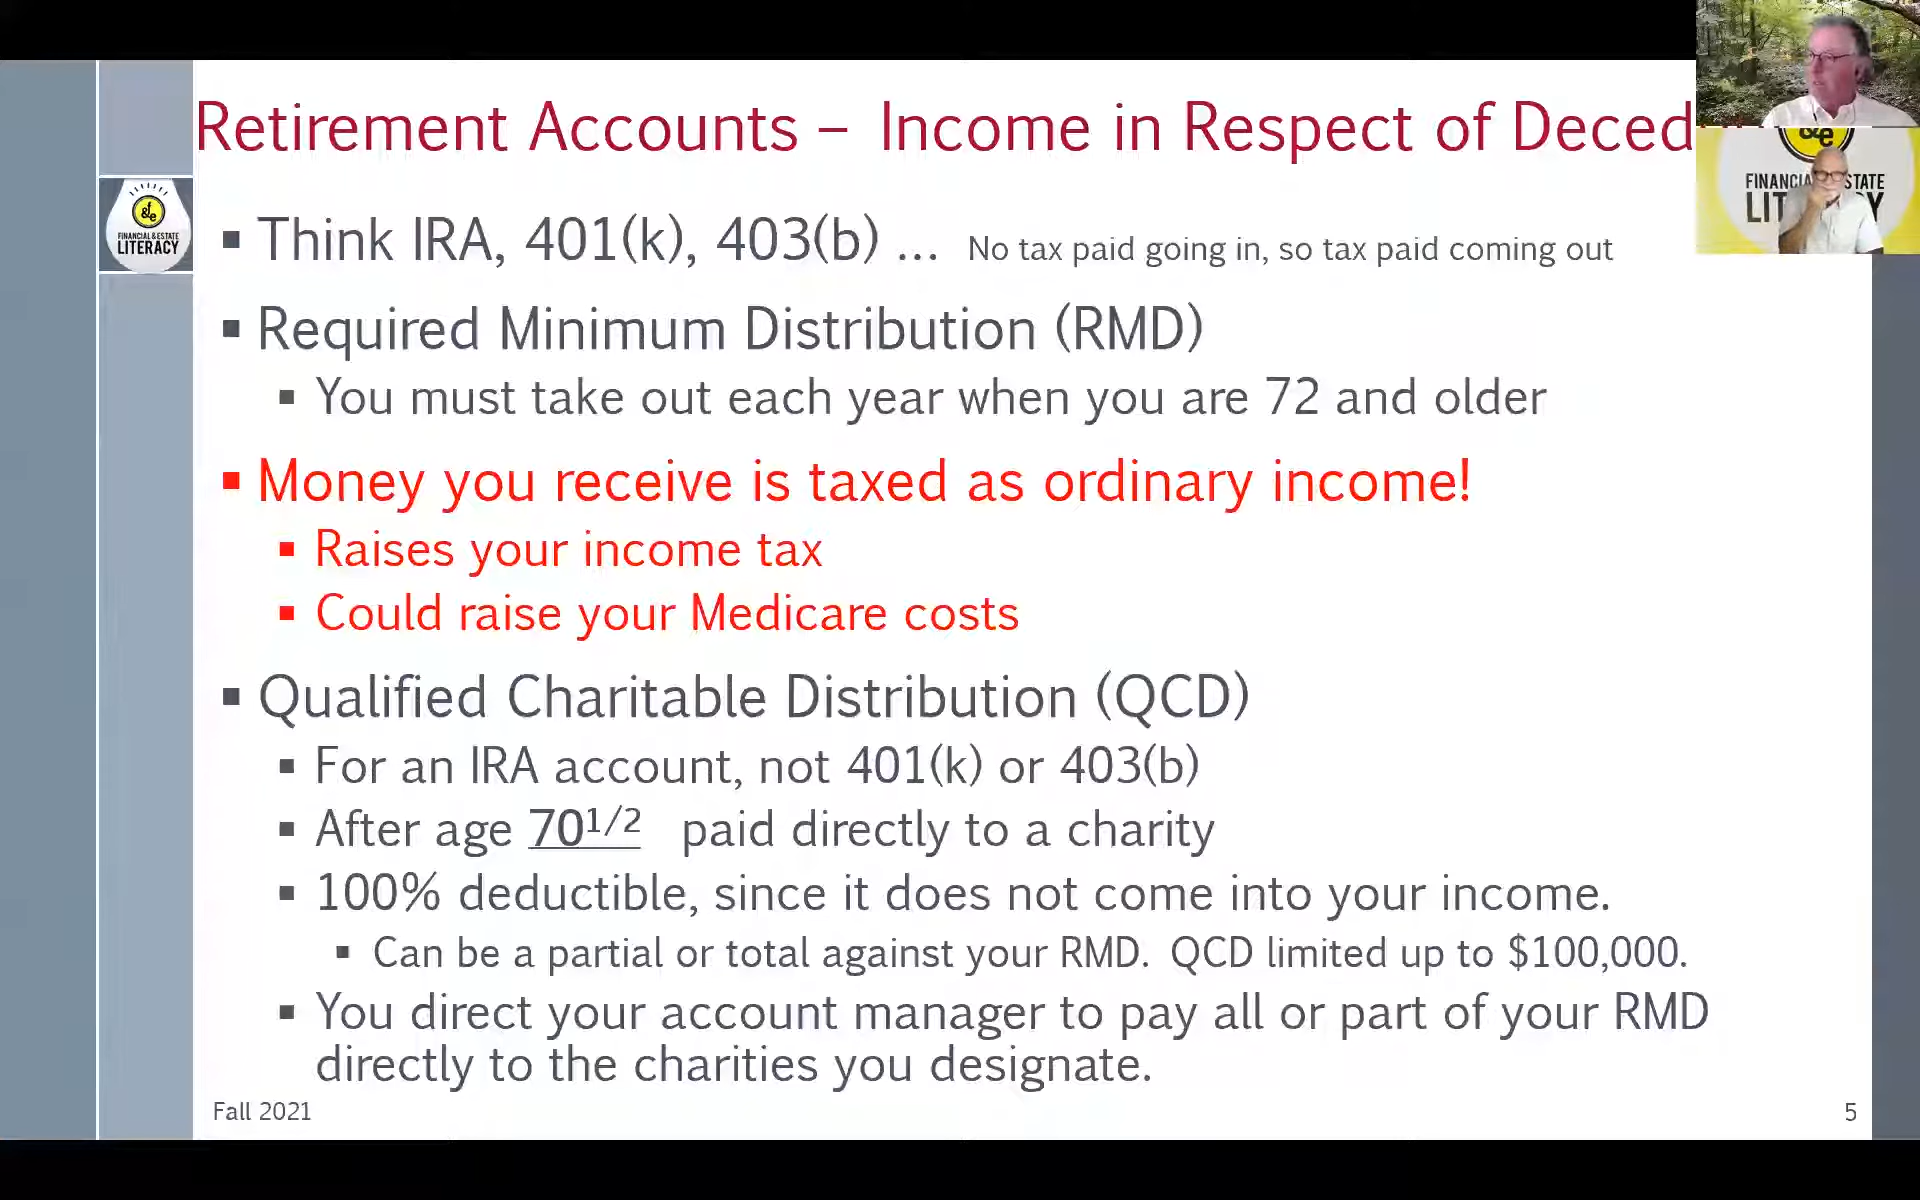 Retirement Accounts – Income in Respect of Deced
&
f
e
FINANCIAL & ESTATE
LITERACY
▪ Think IRA, 401(k), 403(b) ... No tax paid going in, so tax paid coming out
▪ Required Minimum Distribution (RMD)
▪ You must take out each year when you are 72 and older
▪ Money you receive is taxed as ordinary income!
▪ Raises your income tax
▪ Could raise your Medicare costs
▪ Qualified Charitable Distribution (QCD)
▪ For an IRA account, not 401(k) or 403(b)
▪ After age 70 1/2 paid directly to a charity
▪ 100% deductible, since it does not come into your income.
▪ Can be a partial or total against your RMD. QCD limited up to $100,000.
▪ You direct your account manager to pay all or part of your RMD
directly to the charities you designate.
Fall 2021
5